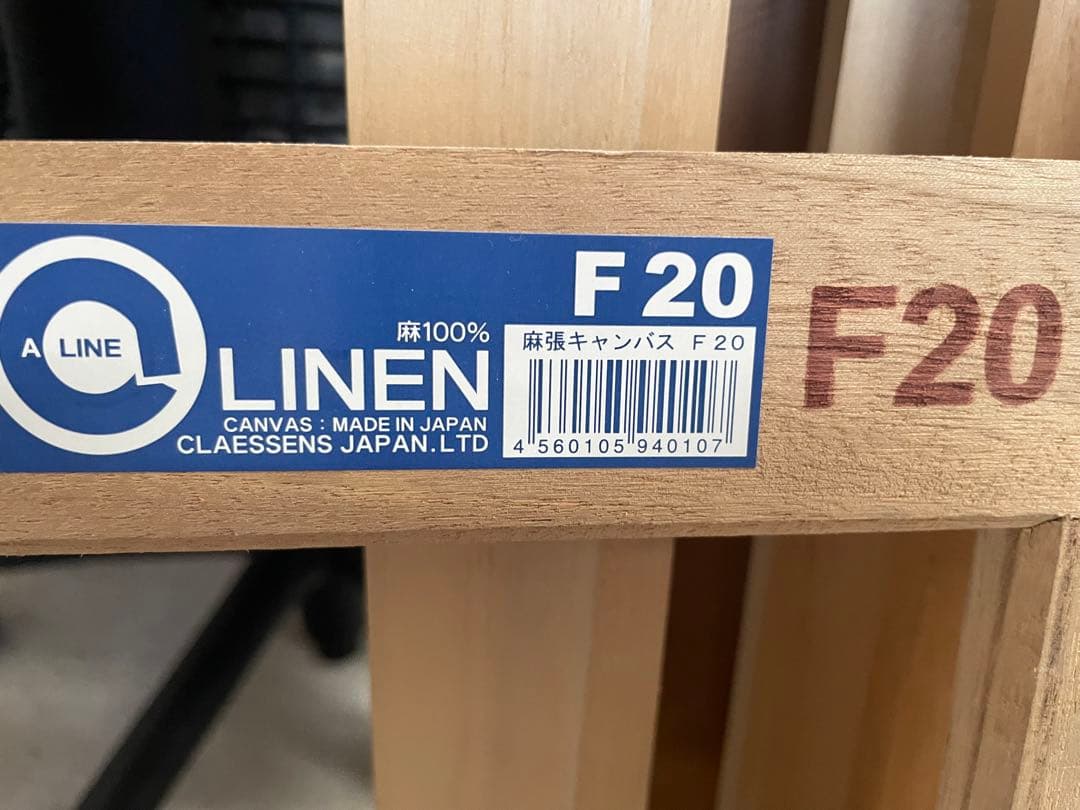 A LINE
麻100%
LINEN
CANVAS : MADE IN JAPAN
CLAESSENS JAPAN.LTD
F 20
麻張キャンバス F20
4 560105 940107
F20